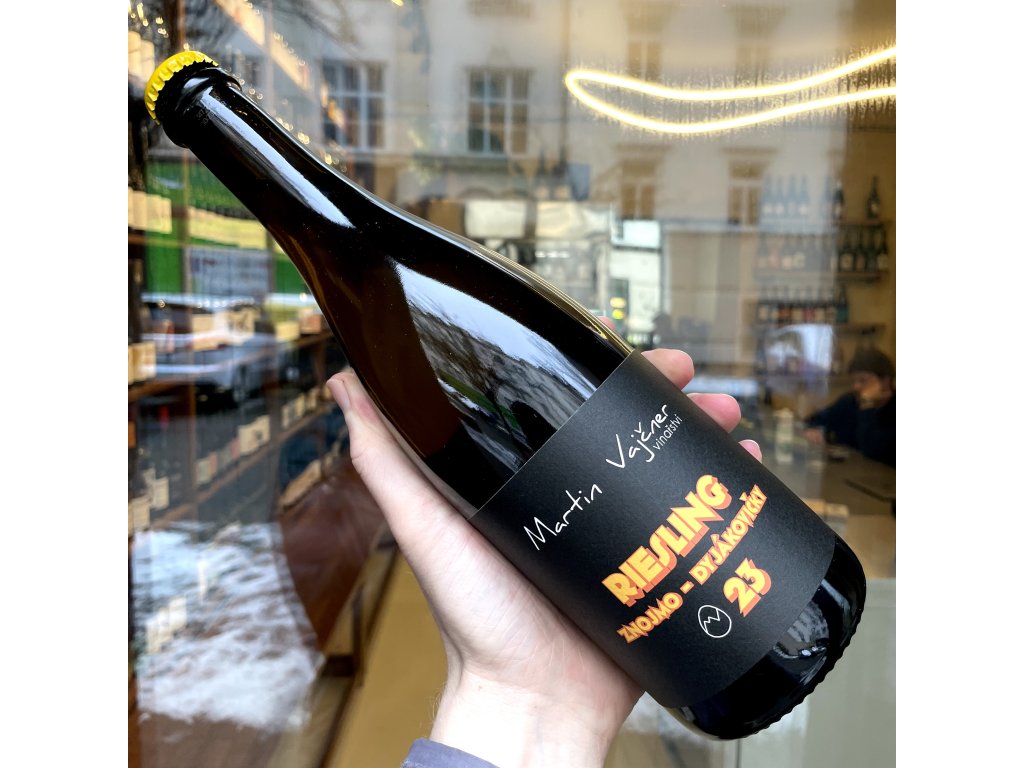 Martin Vajčner
vinařství
RIESLING
ZNOJMO - DYJÁKOVIČKY
23